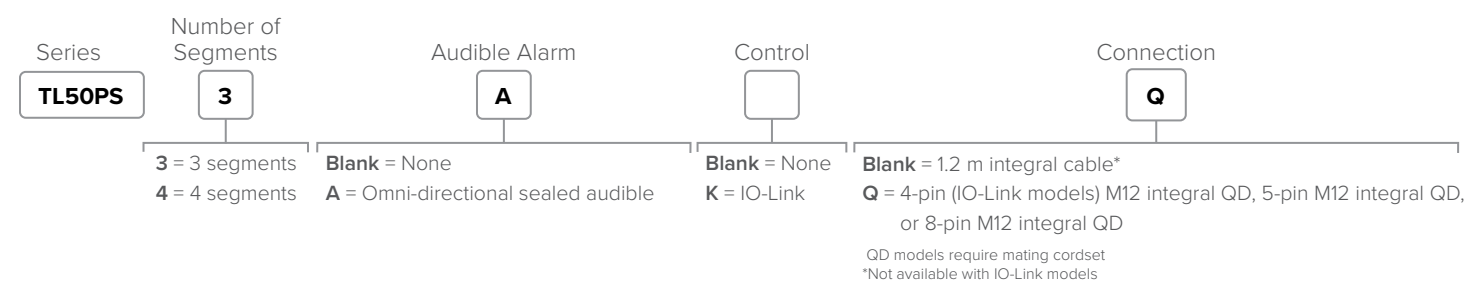 Series
Number of
Segments
Audible Alarm
Control
Connection
TL50PS
3
A
Q
3 = 3 segments
4 = 4 segments
Blank = None
A = Omni-directional sealed audible
Blank = None
K = IO-Link
Blank = 1.2 m integral cable*
Q = 4-pin (IO-Link models) M12 integral QD, 5-pin M12 integral QD,
or 8-pin M12 integral QD
QD models require mating cordset
*Not available with IO-Link models